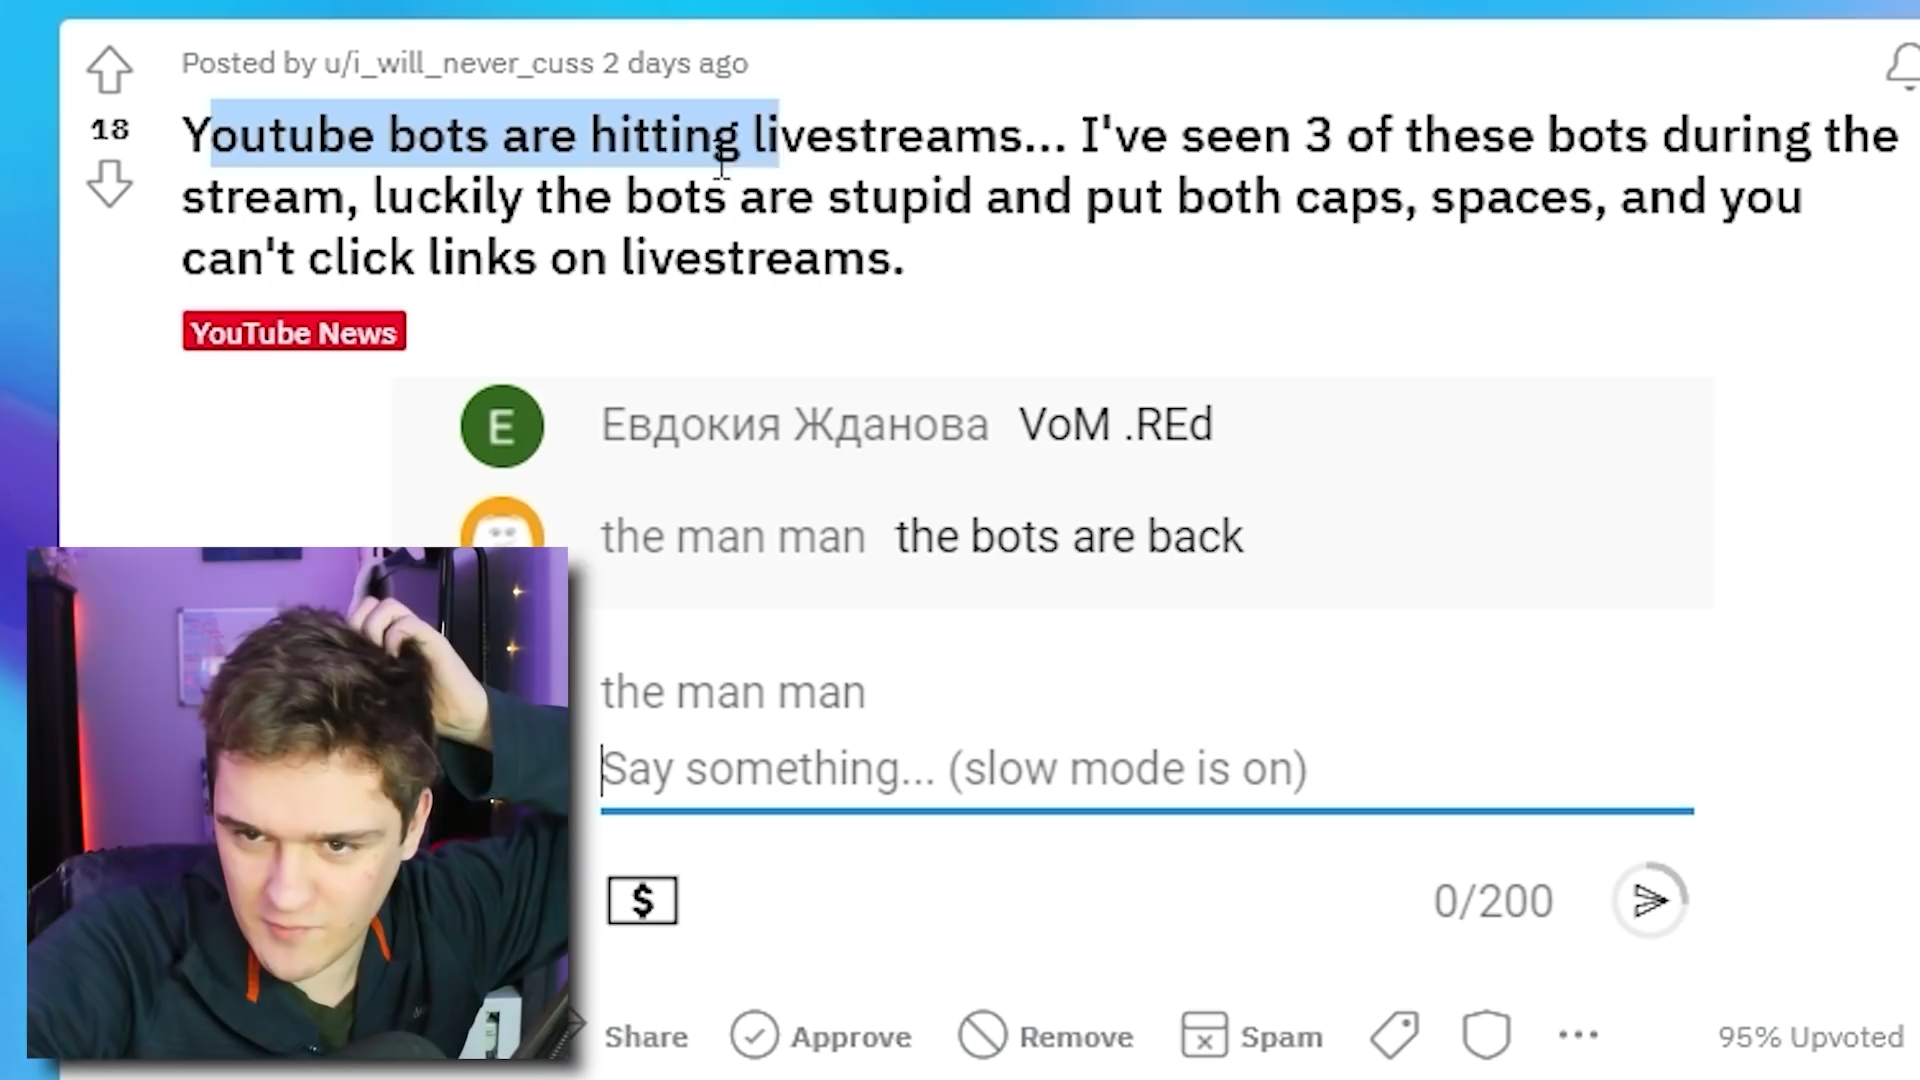 Posted by u/i_will_never_cuss 2 days ago
18
Youtube bots are hitting livestreams... I've seen 3 of these bots during the
stream, luckily the bots are stupid and put both caps, spaces, and you
can't click links on livestreams.
YouTube News
E Евдокия Жданова VoM .REd
the man man the bots are back
the man man
Say something... (slow mode is on)
$ 0/200
Share Approve Remove Spam 95% Upvoted